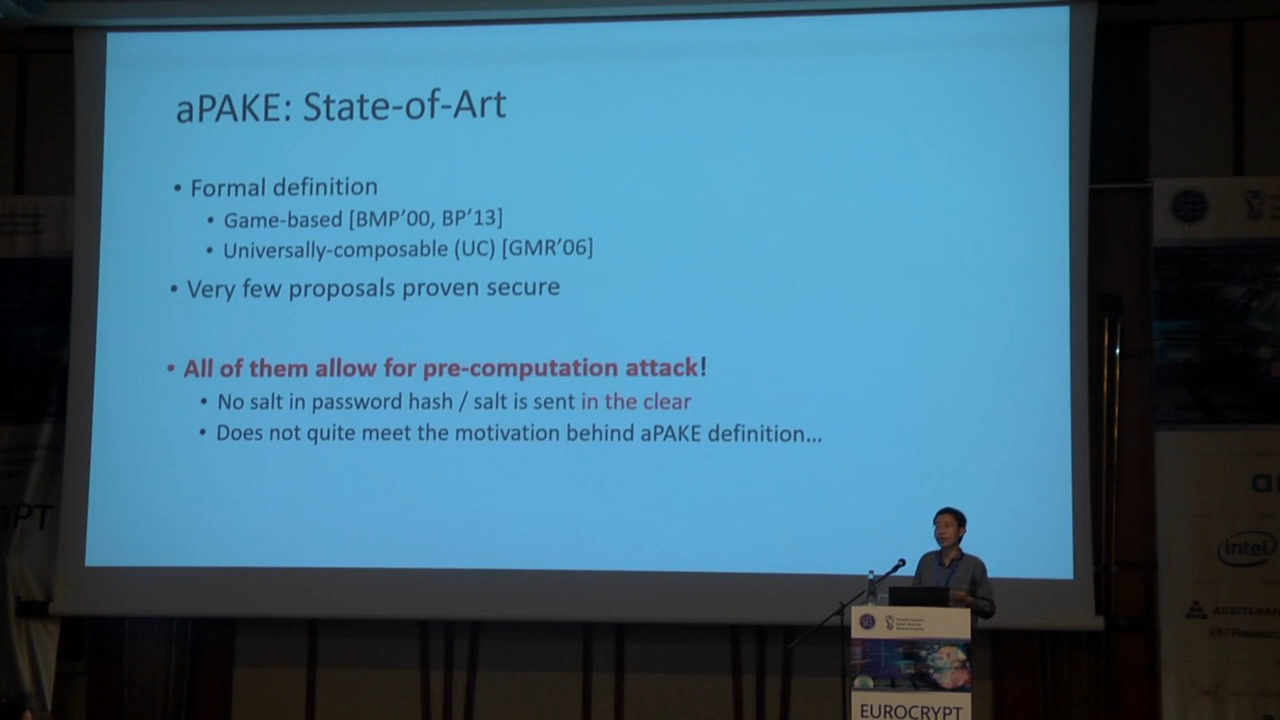 aPAKE: State-of-Art
• Formal definition
• Game-based [BMP'00, BP'13]
• Universally-composable (UC) [GMR'06]
• Very few proposals proven secure
• All of them allow for pre-computation attack!
• No salt in password hash / salt is sent in the clear
• Does not quite meet the motivation behind aPAKE definition...
intel
EUROCRYPT